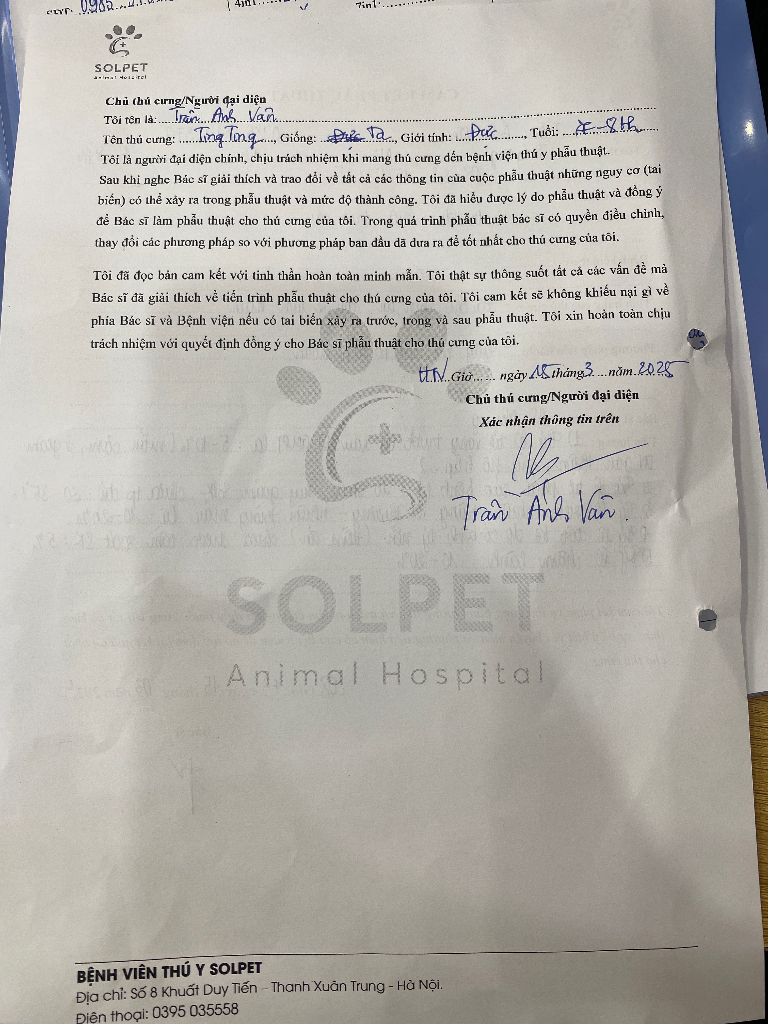 SOLPET
Animal Hospital
Chủ thú cưng/Người đại diện
Tôi tên là: Trần Anh Vân
Tên thú cưng: Ting Ting, Giống: Ta, Giới tính: Đực, Tuổi: 7-8th
Tôi là người đại diện chính, chịu trách nhiệm khi mang thú cưng đến bệnh viện thú y phẫu thuật.
Sau khi nghe Bác sĩ giải thích và trao đổi về tất cả các thông tin của cuộc phẫu thuật những nguy cơ (tai
biến) có thể xảy ra trong phẫu thuật và mức độ thành công. Tôi đã hiểu được lý do phẫu thuật và đồng ý
để Bác sĩ làm phẫu thuật cho thú cưng của tôi. Trong quá trình phẫu thuật bác sĩ có quyền điều chỉnh,
thay đổi các phương pháp so với phương pháp ban đầu đã đưa ra để tốt nhất cho thú cưng của tôi.
Tôi đã đọc bản cam kết với tinh thần hoàn toàn minh mẫn. Tôi thật sự thông suốt tất cả các vấn đề mà
Bác sĩ đã giải thích về tiến trình phẫu thuật cho thú cưng của tôi. Tôi cam kết sẽ không khiếu nại gì về
phía Bác sĩ và Bệnh viện nếu có tai biến xảy ra trước, trong và sau phẫu thuật. Tôi xin hoàn toàn chịu
trách nhiệm với quyết định đồng ý cho Bác sĩ phẫu thuật cho thú cưng của tôi.
HN Giờ...... ngày 15 tháng 3 năm 2025
Chủ thú cưng/Người đại diện
Xác nhận thông tin trên
Trần Anh Vân
SOLPET
Animal Hospital
BỆNH VIÊN THÚ Y SOLPET
Địa chỉ: Số 8 Khuất Duy Tiến - Thanh Xuân Trung - Hà Nội.
Điện thoại: 0395 035558